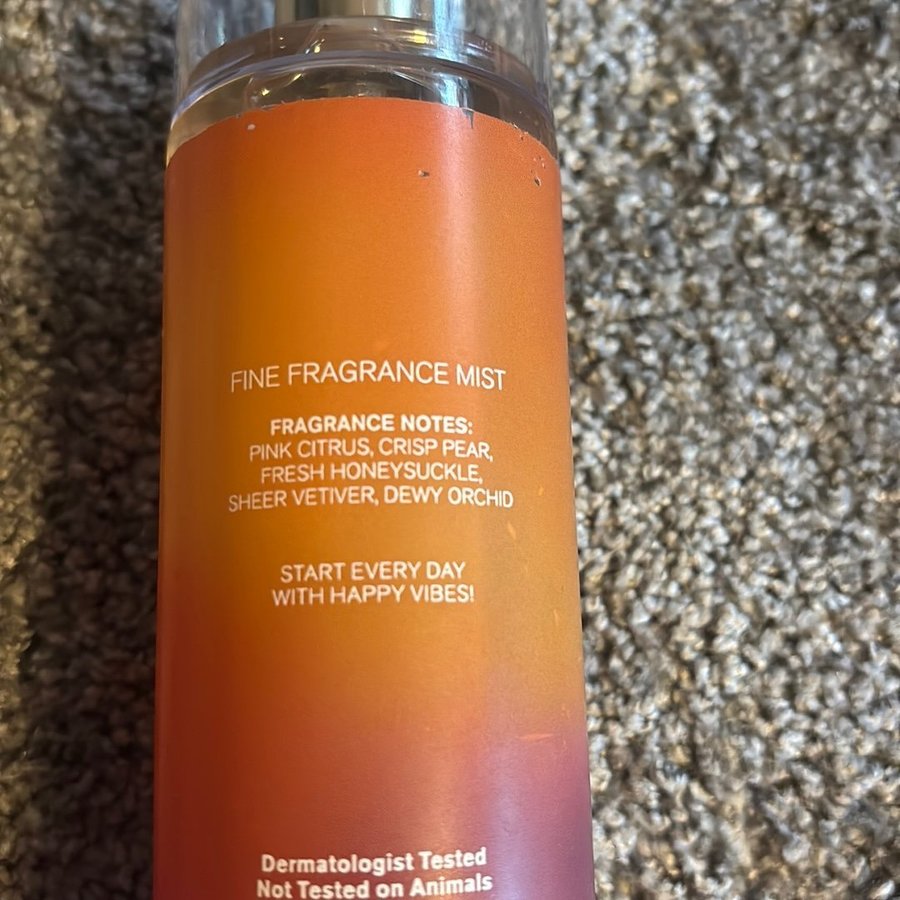 FINE FRAGRANCE MIST
FRAGRANCE NOTES:
PINK CITRUS, CRISP PEAR,
FRESH HONEYSUCKLE,
SHEER VETIVER, DEWY ORCHID
START EVERY DAY
WITH HAPPY VIBES!
Dermatologist Tested
Not Tested on Animals